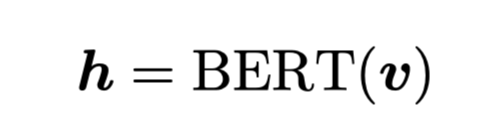 h = BERT(v)